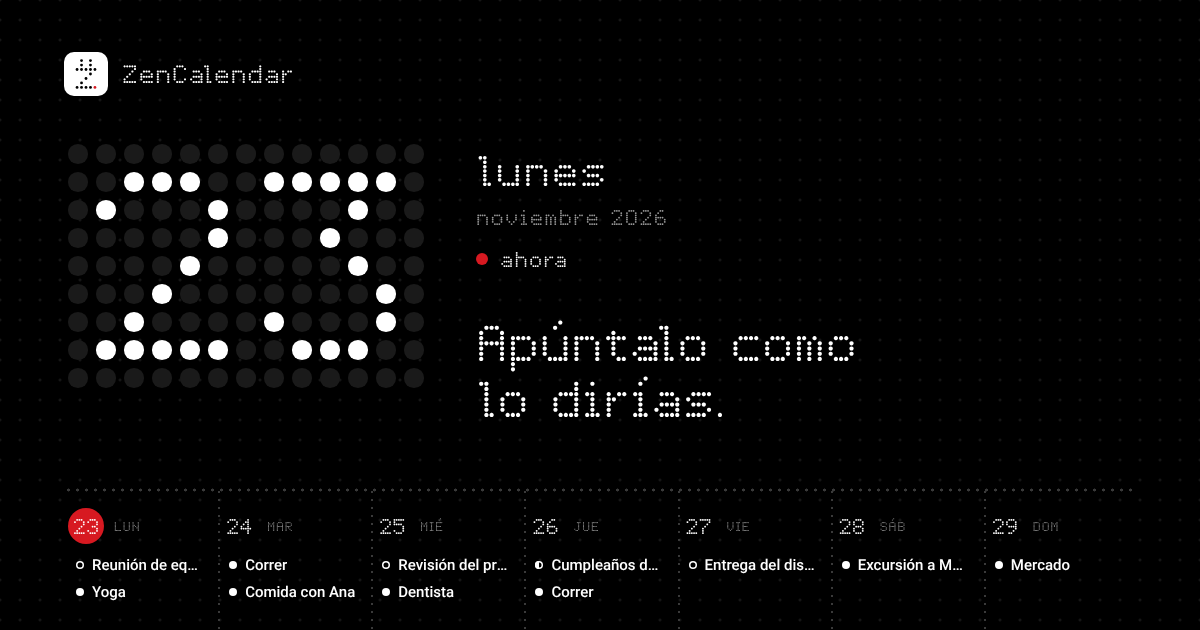 ZenCalendar
23
lunes
noviembre 2026
ahora
Apúntalo como
lo dirías.
23 LUN
Reunión de eq...
Yoga
24 MAR
Correr
Comida con Ana
25 MIÉ
Revisión del pr...
Dentista
26 JUE
Cumpleaños d...
Correr
27 VIE
Entrega del dis...
28 SÁB
Excursión a M...
29 DOM
Mercado